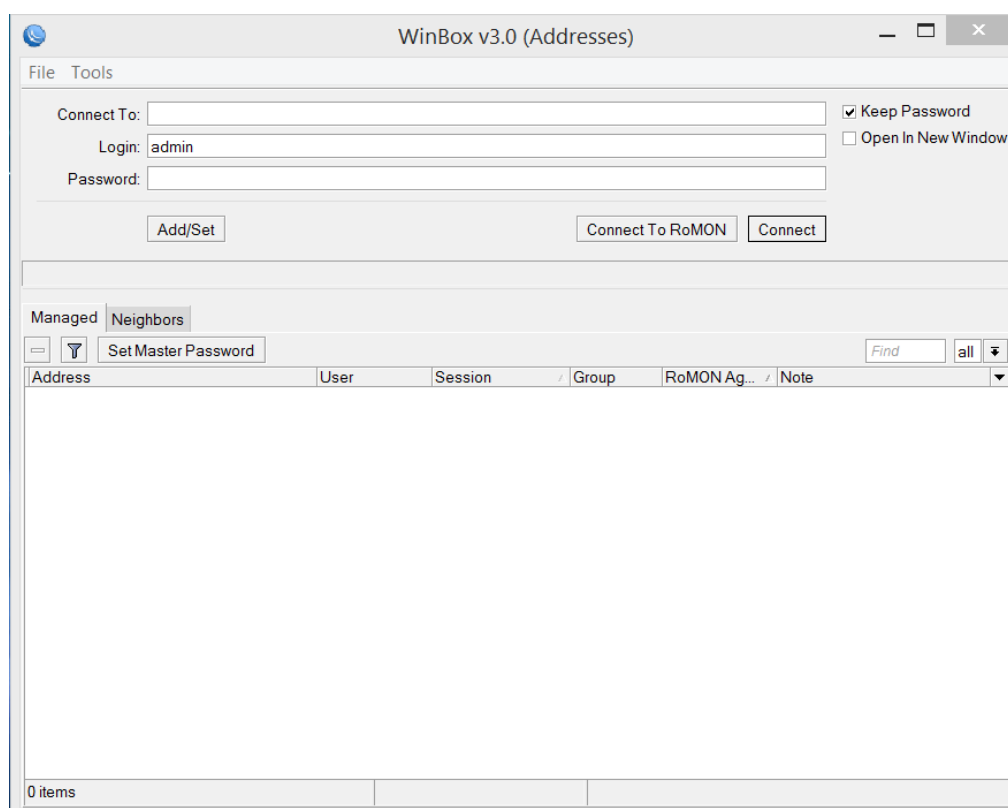 WinBox v3.0 (Addresses)
File Tools
Connect To:
Keep Password
Login: admin
Open In New Window
Password:
Add/Set Connect To RoMON Connect
Managed Neighbors
Set Master Password Find all
Address User Session Group RoMON Ag... Note
0 items